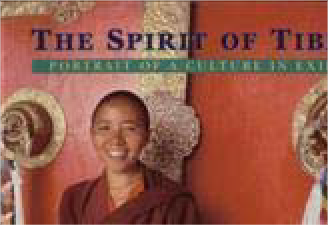 THE SPIRIT OF TIB
PORTRAIT OF A CULTURE IN EXI